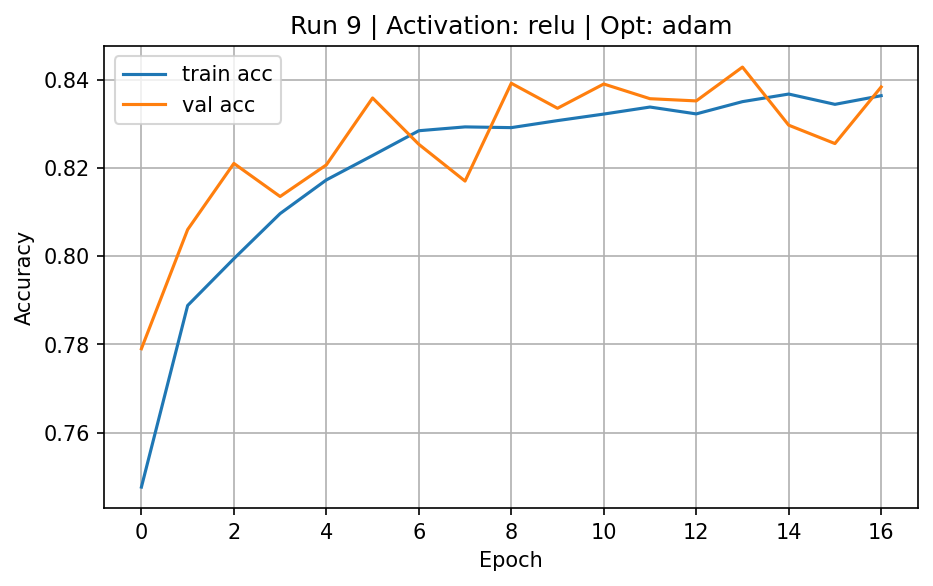 Run 9 | Activation: relu | Opt: adam
train acc
val acc
0.84
0.82
0.80
0.78
0.76
Accuracy
0 2 4 6 8 10 12 14 16
Epoch